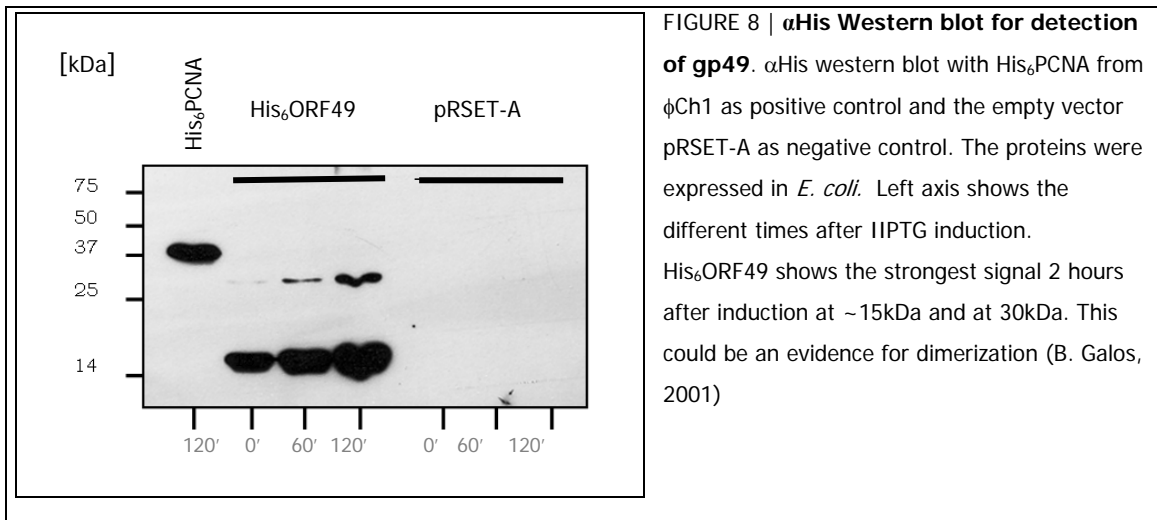 [kDa]
His₆PCNA
His₆ORF49
pRSET-A
75
50
37
25
14
120'
0'
60'
120'
0'
60'
120'
FIGURE 8 | αHis Western blot for detection
of gp49. αHis western blot with His₆PCNA from
ϕCh1 as positive control and the empty vector
pRSET-A as negative control. The proteins were
expressed in E. coli. Left axis shows the
different times after IIPTG induction.
His₆ORF49 shows the strongest signal 2 hours
after induction at ~15kDa and at 30kDa. This
could be an evidence for dimerization (B. Galos,
2001)